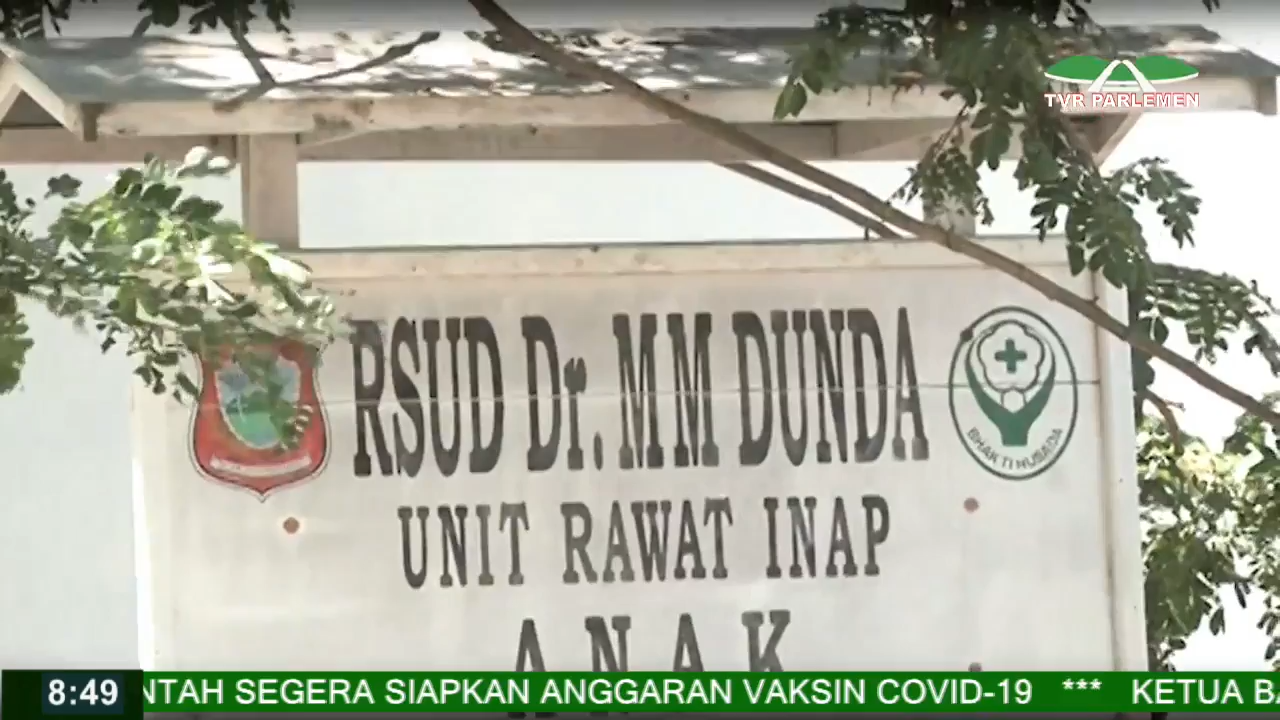 TVR PARLEMEN
RSUD Dr. MM DUNDA
BHAKTI HUSADA
UNIT RAWAT INAP
ANAK
8:49
NTAH SEGERA SIAPKAN ANGGARAN VAKSIN COVID-19 *** KETUA BA